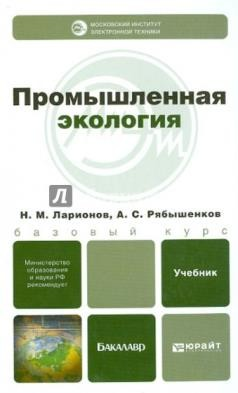 МОСКОВСКИЙ ИНСТИТУТ
ЭЛЕКТРОННОЙ ТЕХНИКИ
Промышленная
экология
Н. М. Ларионов, А. С. Рябышенков
базовый курс
Министерство
образования
и науки РФ
рекомендует
Учебник
Бакалавр
юрайт